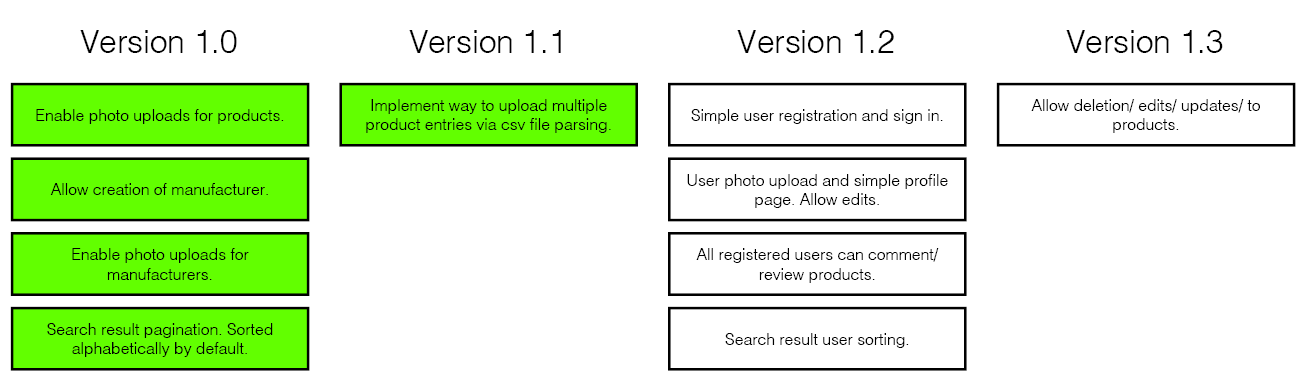 Version 1.0
Enable photo uploads for products.
Allow creation of manufacturer.
Enable photo uploads for
manufacturers.
Search result pagination. Sorted
alphabetically by default.
Version 1.1
Implement way to upload multiple
product entries via csv file parsing.
Version 1.2
Simple user registration and sign in.
User photo upload and simple profile
page. Allow edits.
All registered users can comment/
review products.
Search result user sorting.
Version 1.3
Allow deletion/ edits/ updates/ to
products.